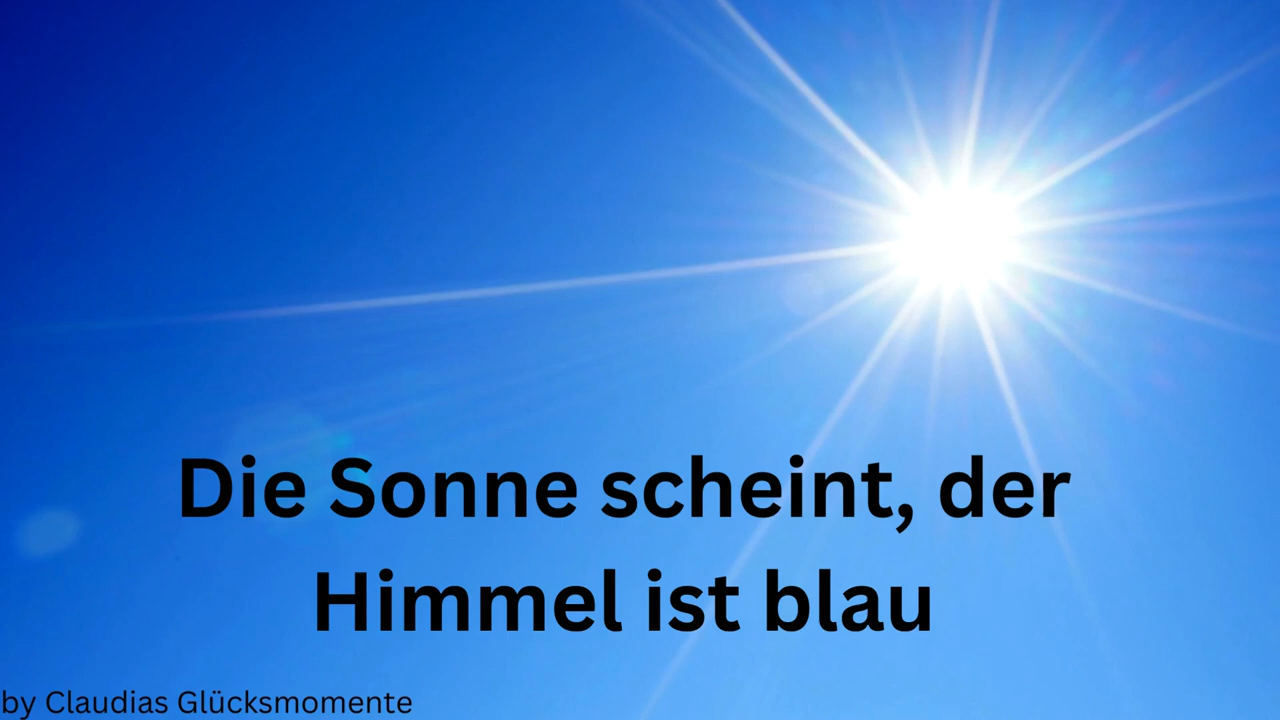 Die Sonne scheint, der
Himmel ist blau
by Claudias Glücksmomente